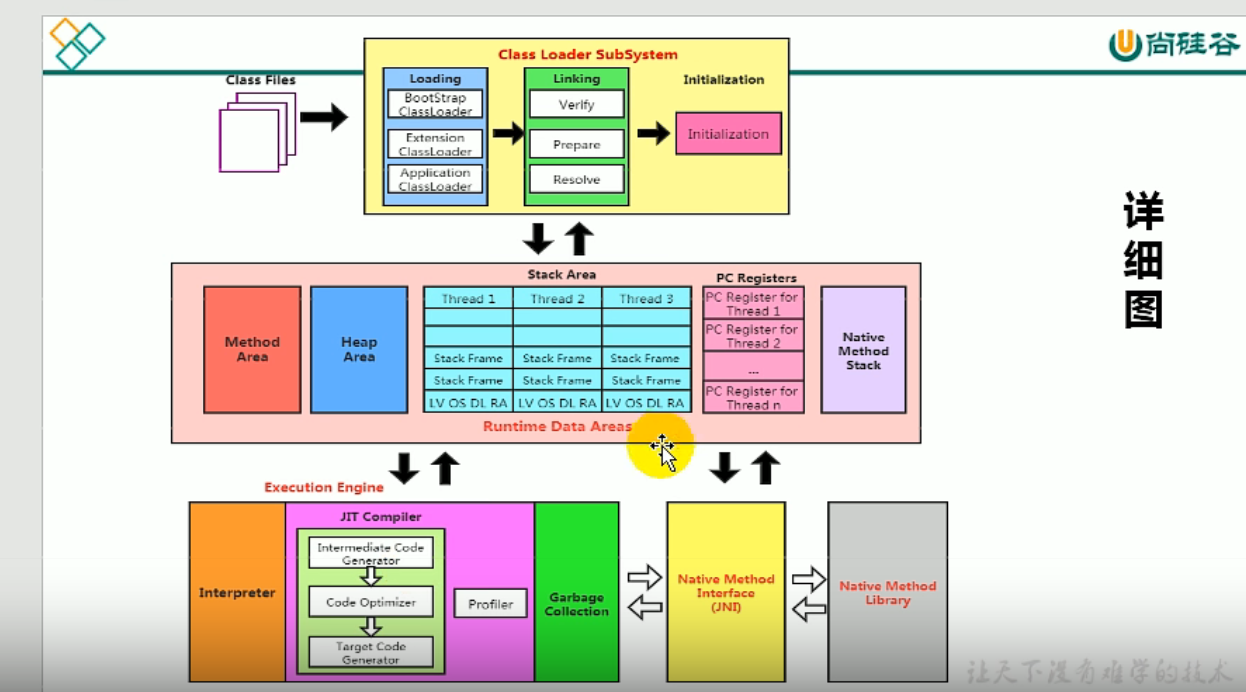 尚硅谷
Class Loader SubSystem
Class Files
Loading
BootStrap
ClassLoader
Extension
ClassLoader
Application
ClassLoader
Linking
Verify
Prepare
Resolve
Initialization
Initialization
详
细
图
Stack Area
PC Registers
Method
Area
Heap
Area
Thread 1
Thread 2
Thread 3
Stack Frame
Stack Frame
Stack Frame
Stack Frame
Stack Frame
Stack Frame
LV OS DL RA
LV OS DL RA
LV OS DL RA
PC Register for
Thread 1
PC Register for
Thread 2
...
PC Register for
Thread n
Native
Method
Stack
Runtime Data Areas
Execution Engine
Interpreter
JIT Compiler
Intermediate Code
Generator
Code Optimizer
Target Code
Generator
Profiler
Garbage
Collection
Native Method
Interface
(JNI)
Native Method
Library
让天下没有难学的技术